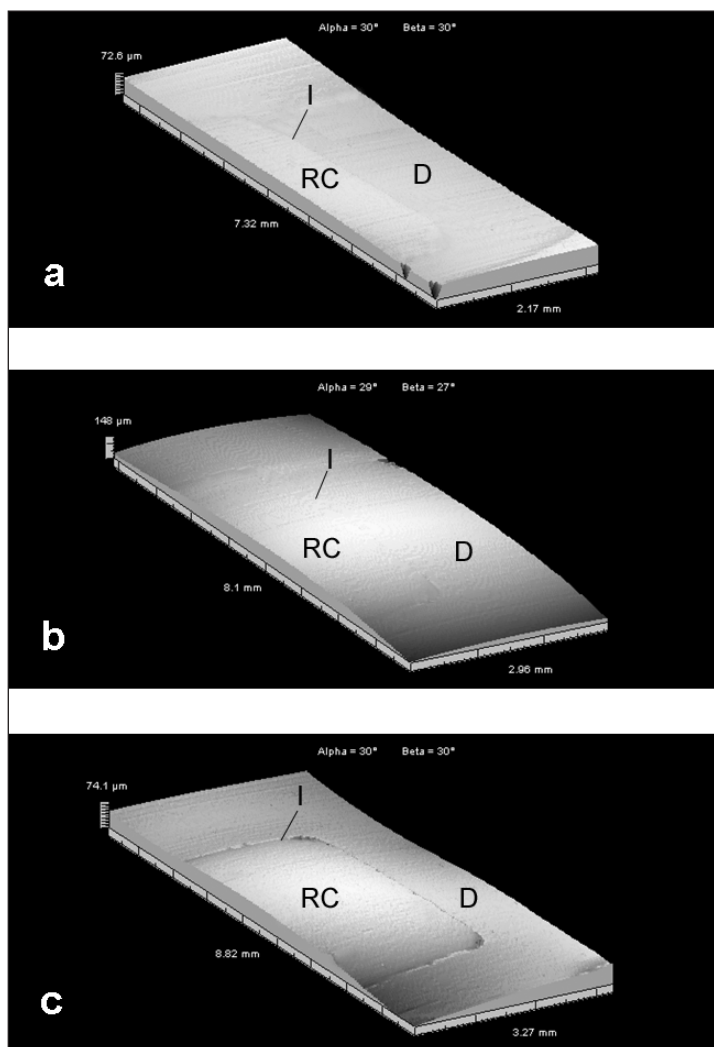 Alpha = 30° Beta = 30°
72.6 µm
I
RC D
7.32 mm
2.17 mm
a
Alpha = 29° Beta = 27°
148 µm
I
RC D
8.1 mm
2.96 mm
b
Alpha = 30° Beta = 30°
74.1 µm
I
RC D
8.82 mm
3.27 mm
c